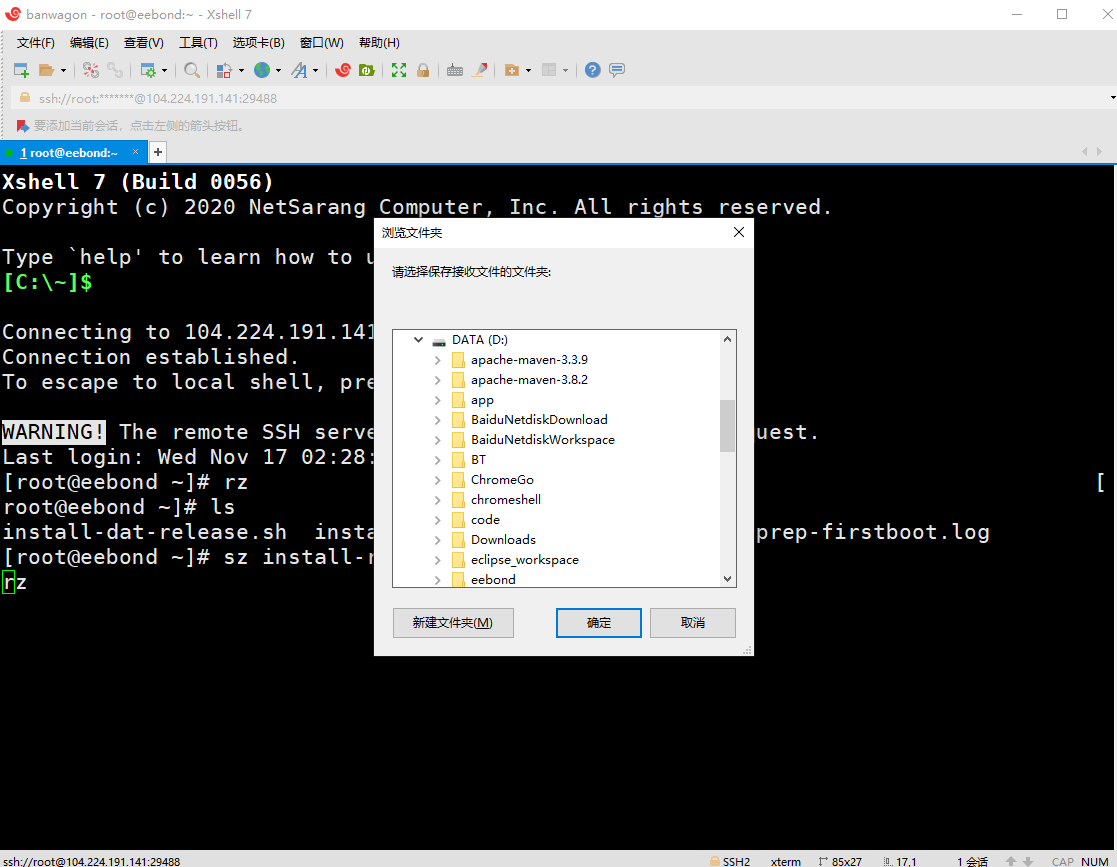 banwagon - root@eebond:~ - Xshell 7
文件(F) 编辑(E) 查看(V) 工具(T) 选项卡(B) 窗口(W) 帮助(H)
ssh://root:*******@104.224.191.141:29488
要添加当前会话，点击左侧的箭头按钮。
1 root@eebond:~ × +
Xshell 7 (Build 0056)
Copyright (c) 2020 NetSarang Computer, Inc. All rights reserved.
Type `help' to learn how to
[C:\~]$
Connecting to 104.224.191.141
Connection established.
To escape to local shell,
WARNING! The remote SSH
Last login: Wed Nov 17 02:28:
[root@eebond ~]# rz [
root@eebond ~]# ls
install-dat-release.sh prep-firstboot.log
[root@eebond ~]# sz
rz
浏览文件夹
请选择保存接收文件的文件夹:
DATA (D:)
apache-maven-3.3.9
apache-maven-3.8.2
app
BaiduNetdiskDownload
BaiduNetdiskWorkspace
BT
ChromeGo
chromeshell
code
Downloads
eclipse_workspace
eebond
新建文件夹(M) 确定 取消
ssh://root@104.224.191.141:29488 SSH2 xterm 85x27 17,1 1 会话 CAP NUM